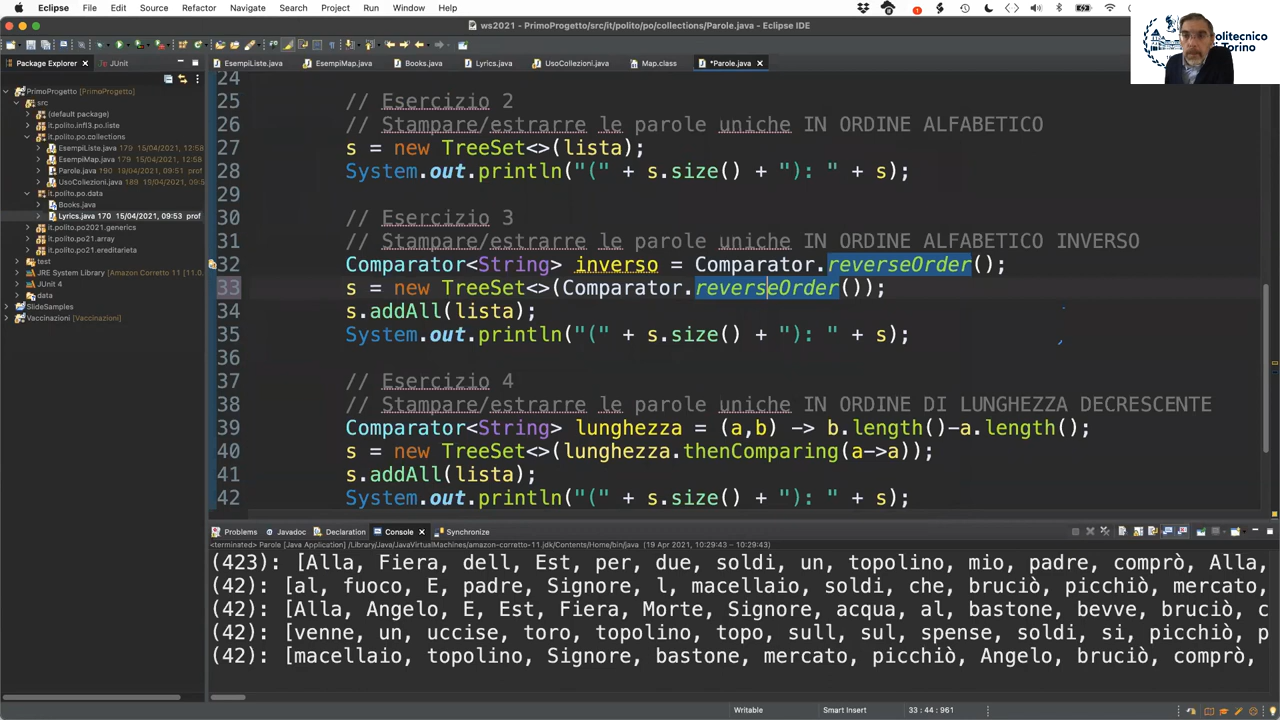 Eclipse File Edit Source Refactor Navigate Search Project Run Window Help
ws2021 - PrimoProgetto/src/it/polito/po/collections/Parole.java - Eclipse IDE
Politecnico
di Torino
Package Explorer JUnit
EsempiListe.java EsempiMap.java Books.java Lyrics.java UsoCollezioni.java Map.class *Parole.java
PrimoProgetto
src
(default package)
it.polito.inf3.po.liste
it.polito.po.collections
EsempiListe.java 179 15/04/2021, 12:58
EsempiMap.java 179 15/04/2021, 12:58
Parole.java 190 19/04/2021, 09:53 prof
UsoCollezioni.java 189 19/04/2021, 09:5
it.polito.po.data
Books.java
Lyrics.java 170 15/04/2021, 09:53 prof
it.polito.po2021.generics
it.polito.po21.array
it.polito.po21.ereditarieta
test
JRE System Library [Amazon Corretto 11 [11.0.
JUnit 4
data
SlideSamples
Vaccinazioni [Vaccinazioni]
24
25 // Esercizio 2
26 // Stampare/estrarre le parole uniche IN ORDINE ALFABETICO
27 s = new TreeSet<>(lista);
28 System.out.println("(" + s.size() + "): " + s);
29
30 // Esercizio 3
31 // Stampare/estrarre le parole uniche IN ORDINE ALFABETICO INVERSO
32 Comparator<String> inverso = Comparator.reverseOrder();
33 s = new TreeSet<>(Comparator.reverseOrder());
34 s.addAll(lista);
35 System.out.println("(" + s.size() + "): " + s);
36
37 // Esercizio 4
38 // Stampare/estrarre le parole uniche IN ORDINE DI LUNGHEZZA DECRESCENTE
39 Comparator<String> lunghezza = (a,b) -> b.length()-a.length();
40 s = new TreeSet<>(lunghezza.thenComparing(a->a));
41 s.addAll(lista);
42 System.out.println("(" + s.size() + "): " + s);
Problems Javadoc Declaration Console Synchronize
<terminated> Parole [Java Application] /Library/Java/JavaVirtualMachines/amazon-corretto-11.jdk/Contents/Home/bin/java (19 Apr 2021, 10:29:43 – 10:29:43)
(423): [Alla, Fiera, dell, Est, per, due, soldi, un, topolino, mio, padre, comprò, Alla,
(42): [al, fuoco, E, padre, Signore, l, macellaio, soldi, che, bruciò, picchiò, mercato,
(42): [Alla, Angelo, E, Est, Fiera, Morte, Signore, acqua, al, bastone, bevve, bruciò, c
(42): [venne, un, uccise, toro, topolino, topo, sull, sul, spense, soldi, si, picchiò, p
(42): [macellaio, topolino, Signore, bastone, mercato, picchiò, Angelo, bruciò, comprò,
Writable Smart Insert 33 : 44 : 961